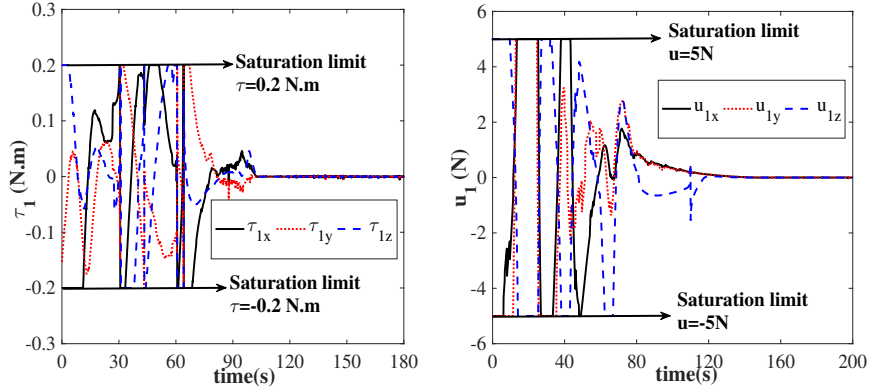 0.3
0.2
0.1
0
-0.1
-0.2
-0.3
τ1 (N.m)
Saturation limit
τ=0.2 N.m
τ1x τ1y τ1z
Saturation limit
τ=-0.2 N.m
0 30 60 90 120 150 180
time(s)
6
4
2
0
-2
-4
-6
u1 (N)
Saturation limit
u=5N
u1x u1y u1z
Saturation limit
u=-5N
0 40 80 120 160 200
time(s)